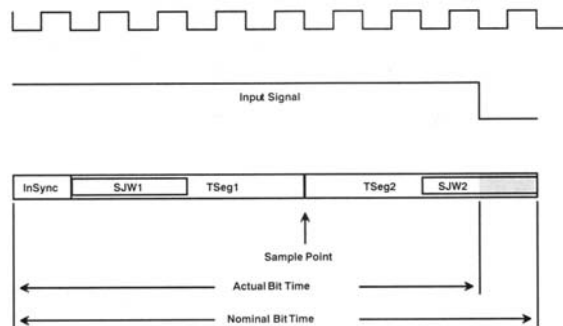 Input Signal
InSync SJW1 TSeg1 TSeg2 SJW2
Sample Point
Actual Bit Time
Nominal Bit Time